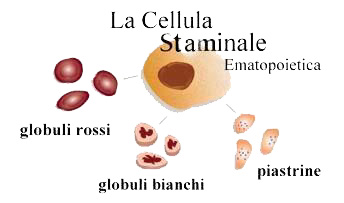 La Cellula
Staminale
Ematopoietica
globuli rossi
globuli bianchi
piastrine